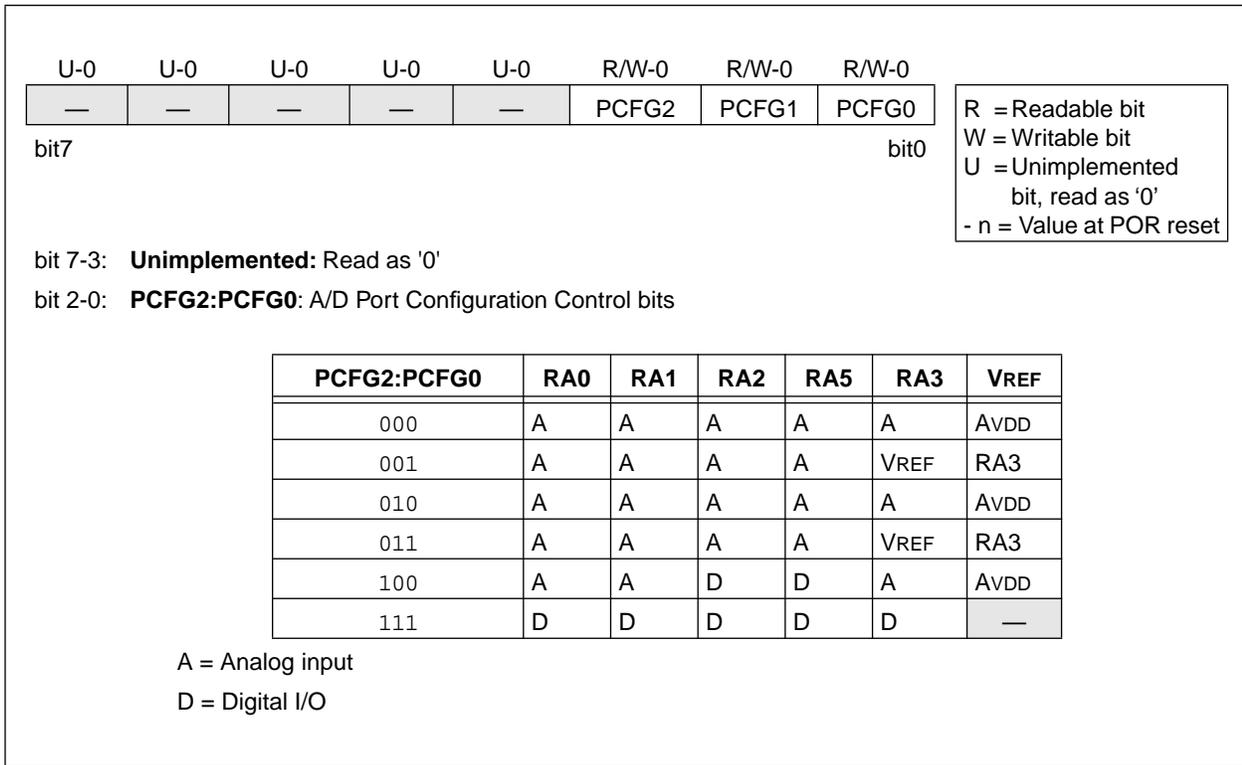 U-0 U-0 U-0 U-0 U-0 R/W-0 R/W-0 R/W-0
— — — — — PCFG2 PCFG1 PCFG0
bit7 bit0
R = Readable bit
W = Writable bit
U = Unimplemented
bit, read as ‘0’
- n = Value at POR reset
bit 7-3: Unimplemented: Read as '0'
bit 2-0: PCFG2:PCFG0: A/D Port Configuration Control bits
PCFG2:PCFG0 RA0 RA1 RA2 RA5 RA3 VREF
000 A A A A A AVDD
001 A A A A VREF RA3
010 A A A A A AVDD
011 A A A A VREF RA3
100 A A D D A AVDD
111 D D D D D —
A = Analog input
D = Digital I/O